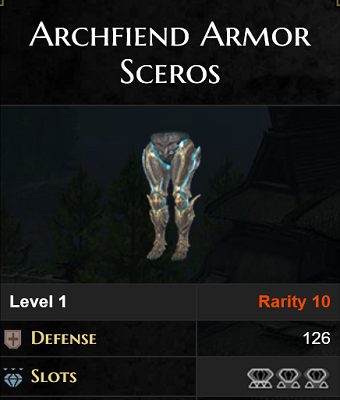 Archfiend Armor
Sceros
Level 1 Rarity 10
Defense 126
Slots